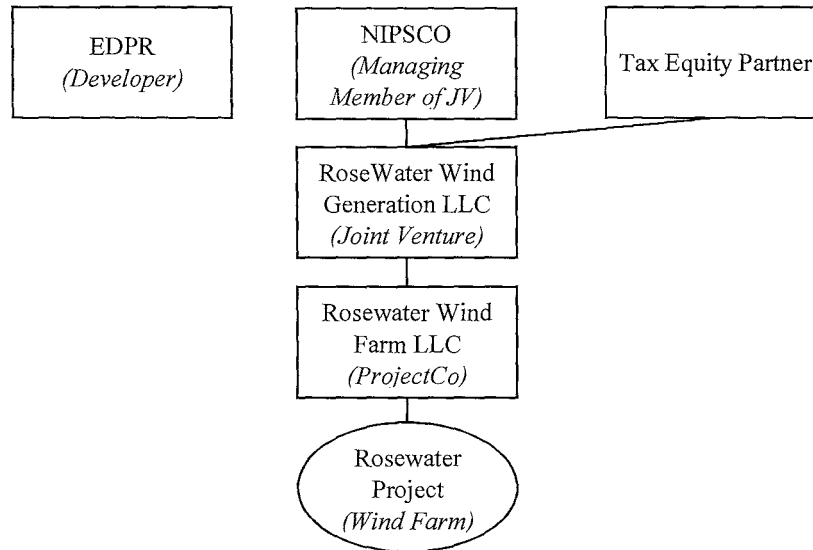 EDPR
(Developer)
NIPSCO
(Managing
Member of JV)
Tax Equity Partner
RoseWater Wind
Generation LLC
(Joint Venture)
Rosewater Wind
Farm LLC
(ProjectCo)
Rosewater
Project
(Wind Farm)